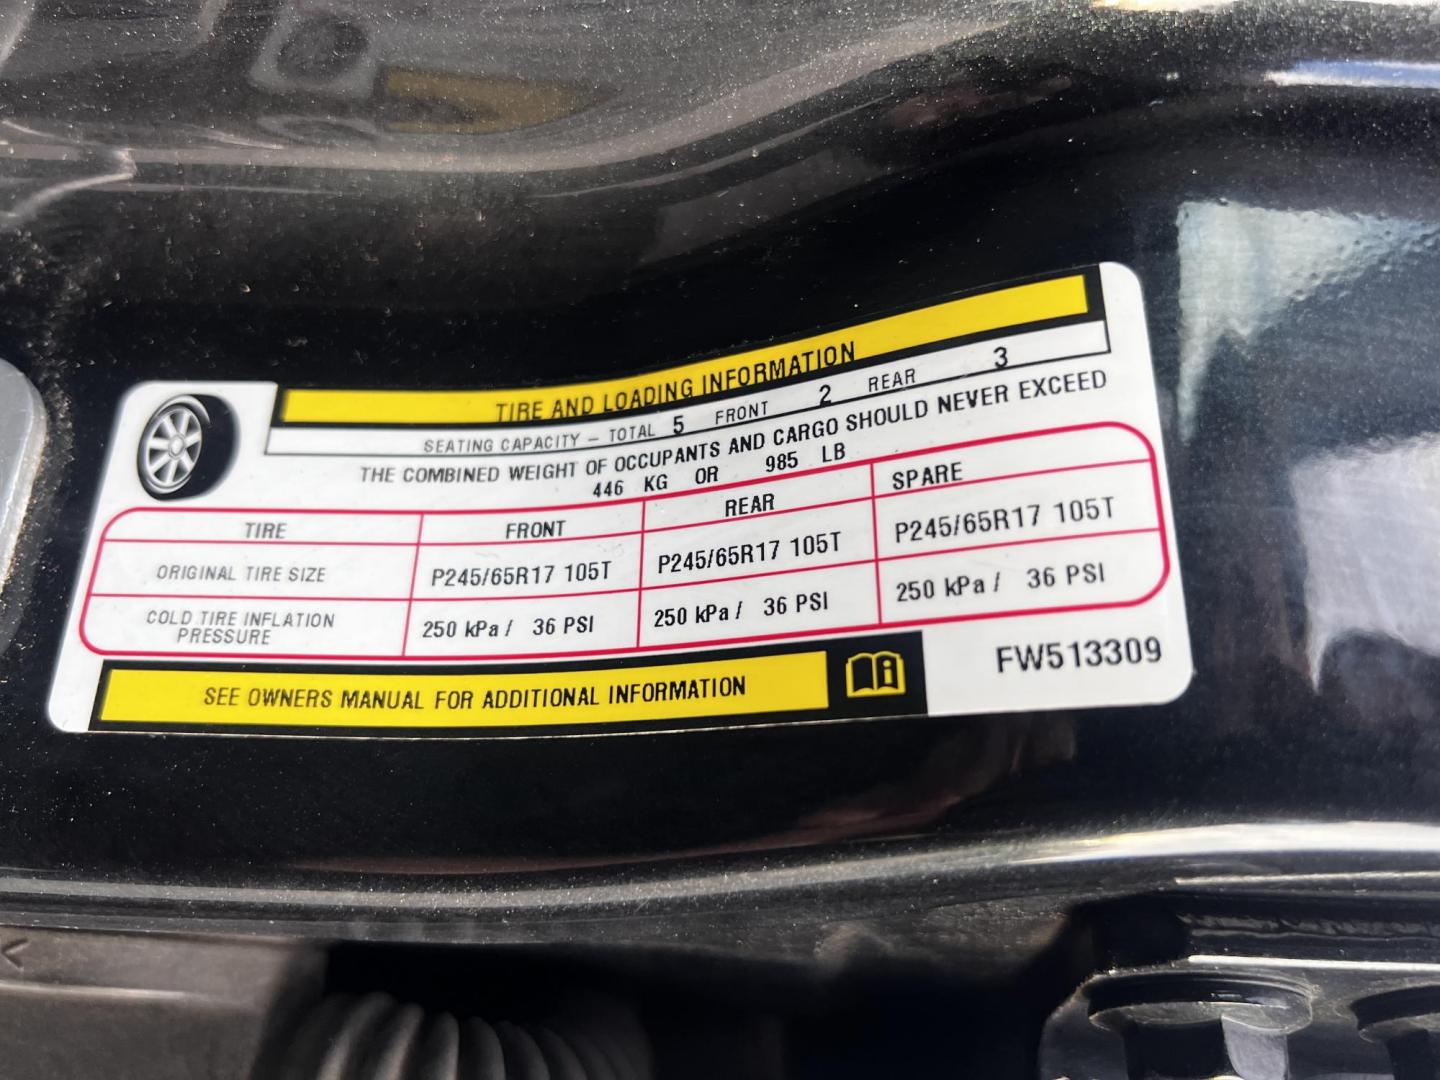 TIRE AND LOADING INFORMATION
SEATING CAPACITY – TOTAL 5 FRONT 2 REAR 3
THE COMBINED WEIGHT OF OCCUPANTS AND CARGO SHOULD NEVER EXCEED
446 KG OR 985 LB
TIRE FRONT REAR SPARE
ORIGINAL TIRE SIZE P245/65R17 105T P245/65R17 105T P245/65R17 105T
COLD TIRE INFLATION
PRESSURE 250 kPa / 36 PSI 250 kPa / 36 PSI 250 kPa / 36 PSI
SEE OWNERS MANUAL FOR ADDITIONAL INFORMATION
FW513309